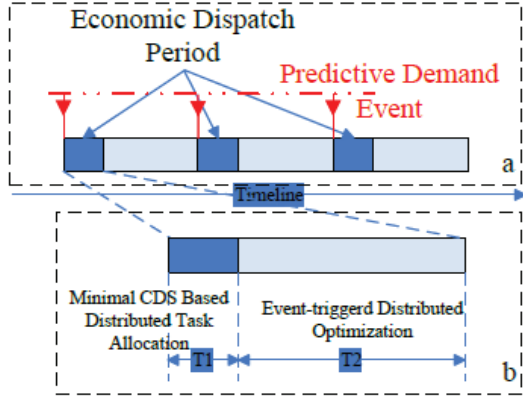 Economic Dispatch
Period
Predictive Demand
Event
a
Timeline
Minimal CDS Based
Distributed Task
Allocation
Event-triggerd Distributed
Optimization
T1
T2
b